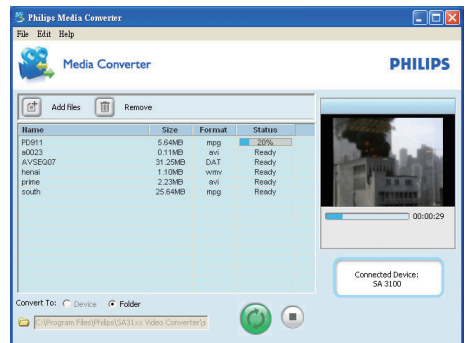 Philips Media Converter
File Edit Help
Media Converter
PHILIPS
Add files Remove
Name Size Format Status
PD911 5.64MB mpg 20%
a0023 0.11MB avi Ready
AVSEQ07 31.25MB DAT Ready
henai 1.10MB wmv Ready
prime 2.23MB avi Ready
south 25.64MB mpg Ready
00:00:29
Connected Device:
SA 3100
Convert To: Device Folder
C:\Program Files\Philips\SA31xx Video Converter\s